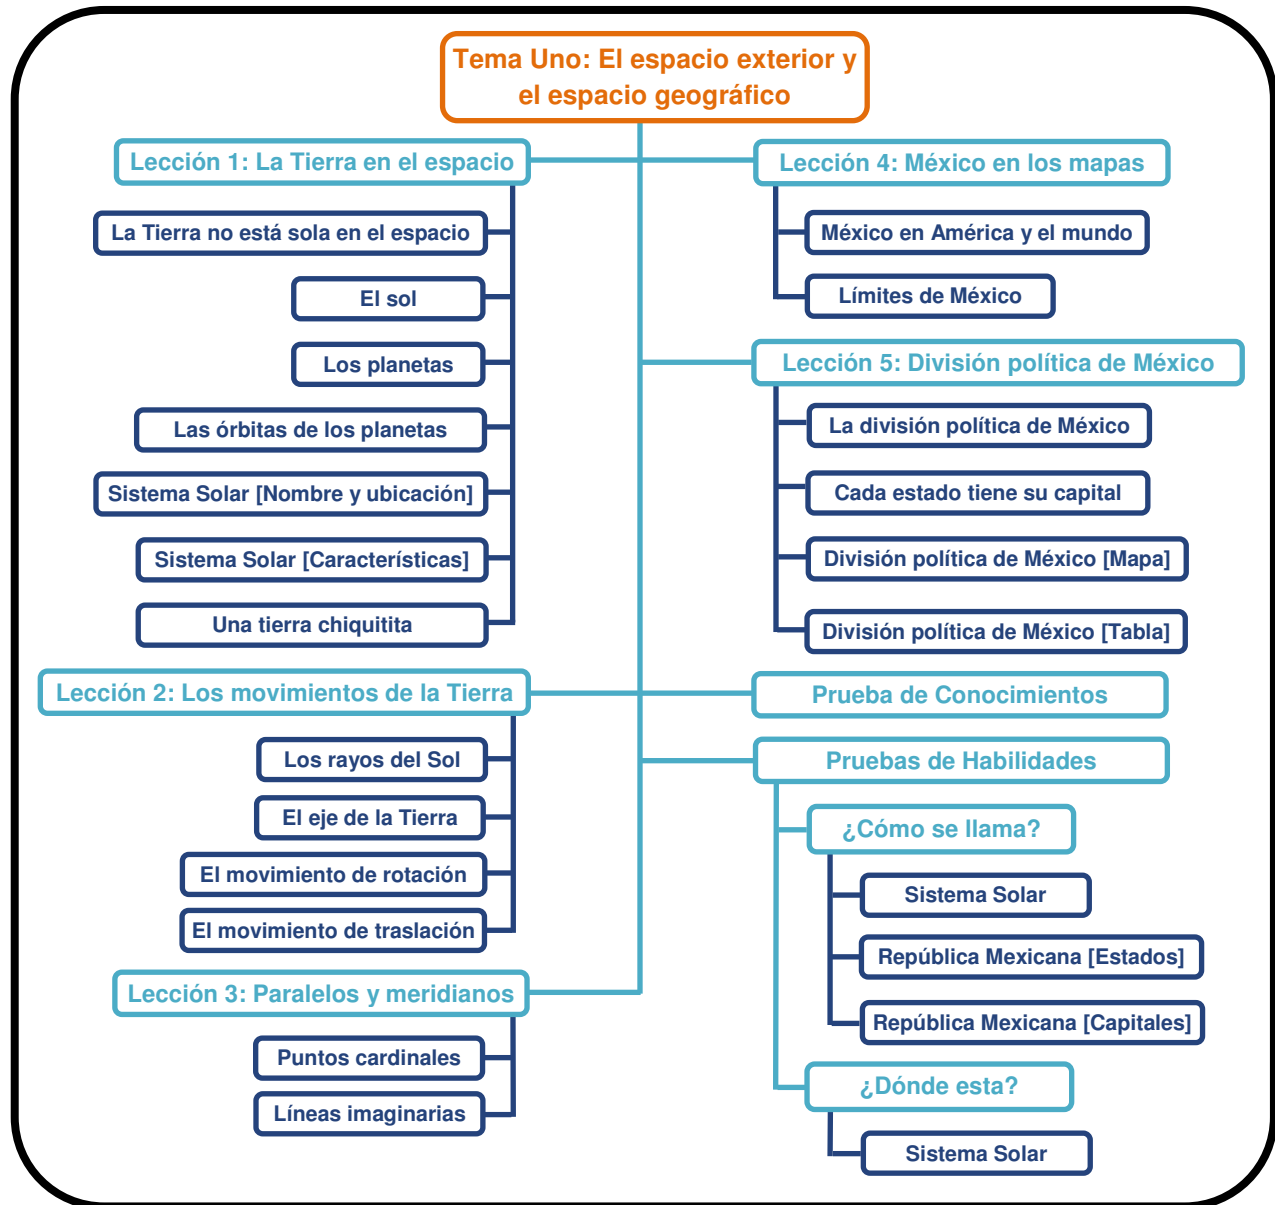 Tema Uno: El espacio exterior y
el espacio geográfico
Lección 1: La Tierra en el espacio
La Tierra no está sola en el espacio
El sol
Los planetas
Las órbitas de los planetas
Sistema Solar [Nombre y ubicación]
Sistema Solar [Características]
Una tierra chiquitita
Lección 2: Los movimientos de la Tierra
Los rayos del Sol
El eje de la Tierra
El movimiento de rotación
El movimiento de traslación
Lección 3: Paralelos y meridianos
Puntos cardinales
Líneas imaginarias
Lección 4: México en los mapas
México en América y el mundo
Límites de México
Lección 5: División política de México
La división política de México
Cada estado tiene su capital
División política de México [Mapa]
División política de México [Tabla]
Prueba de Conocimientos
Pruebas de Habilidades
¿Cómo se llama?
Sistema Solar
República Mexicana [Estados]
República Mexicana [Capitales]
¿Dónde esta?
Sistema Solar